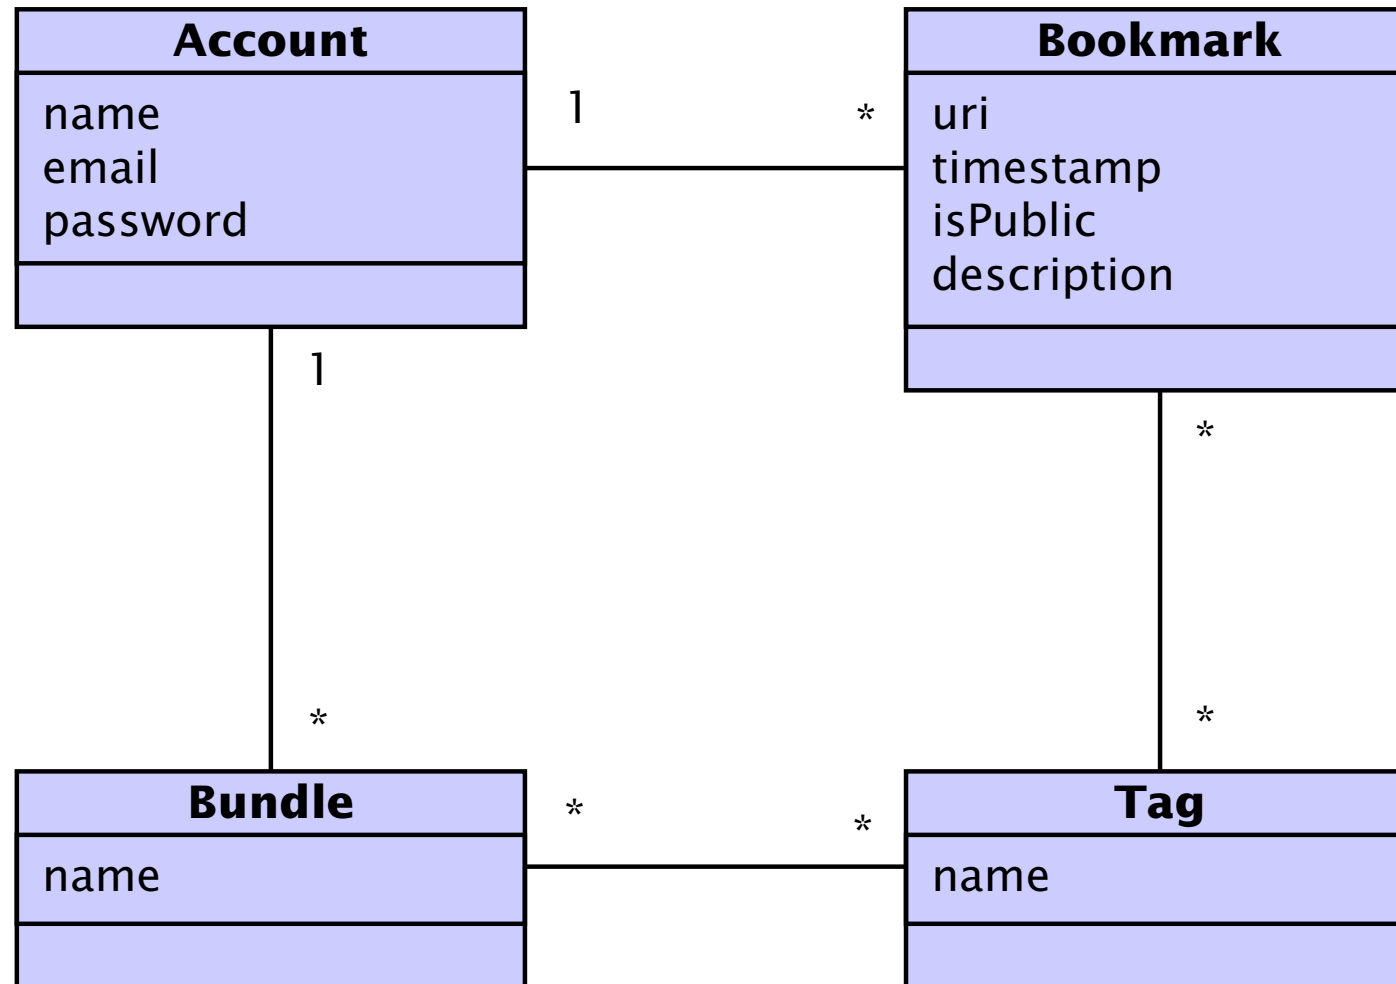 Account
name
email
password
1
*
Bookmark
uri
timestamp
isPublic
description
1
*
*
*
Bundle
name
*
*
Tag
name